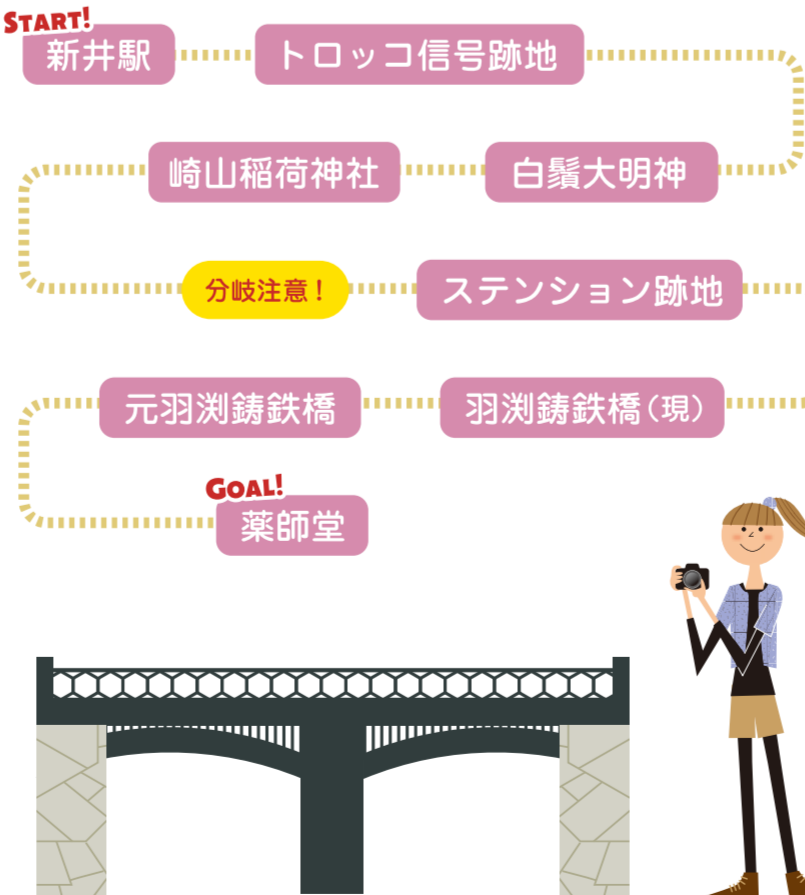 START!
新井駅
トロッコ信号跡地
白鬚大明神
崎山稲荷神社
分岐注意!
ステンション跡地
羽渕鋳鉄橋(現)
元羽渕鋳鉄橋
GOAL!
薬師堂